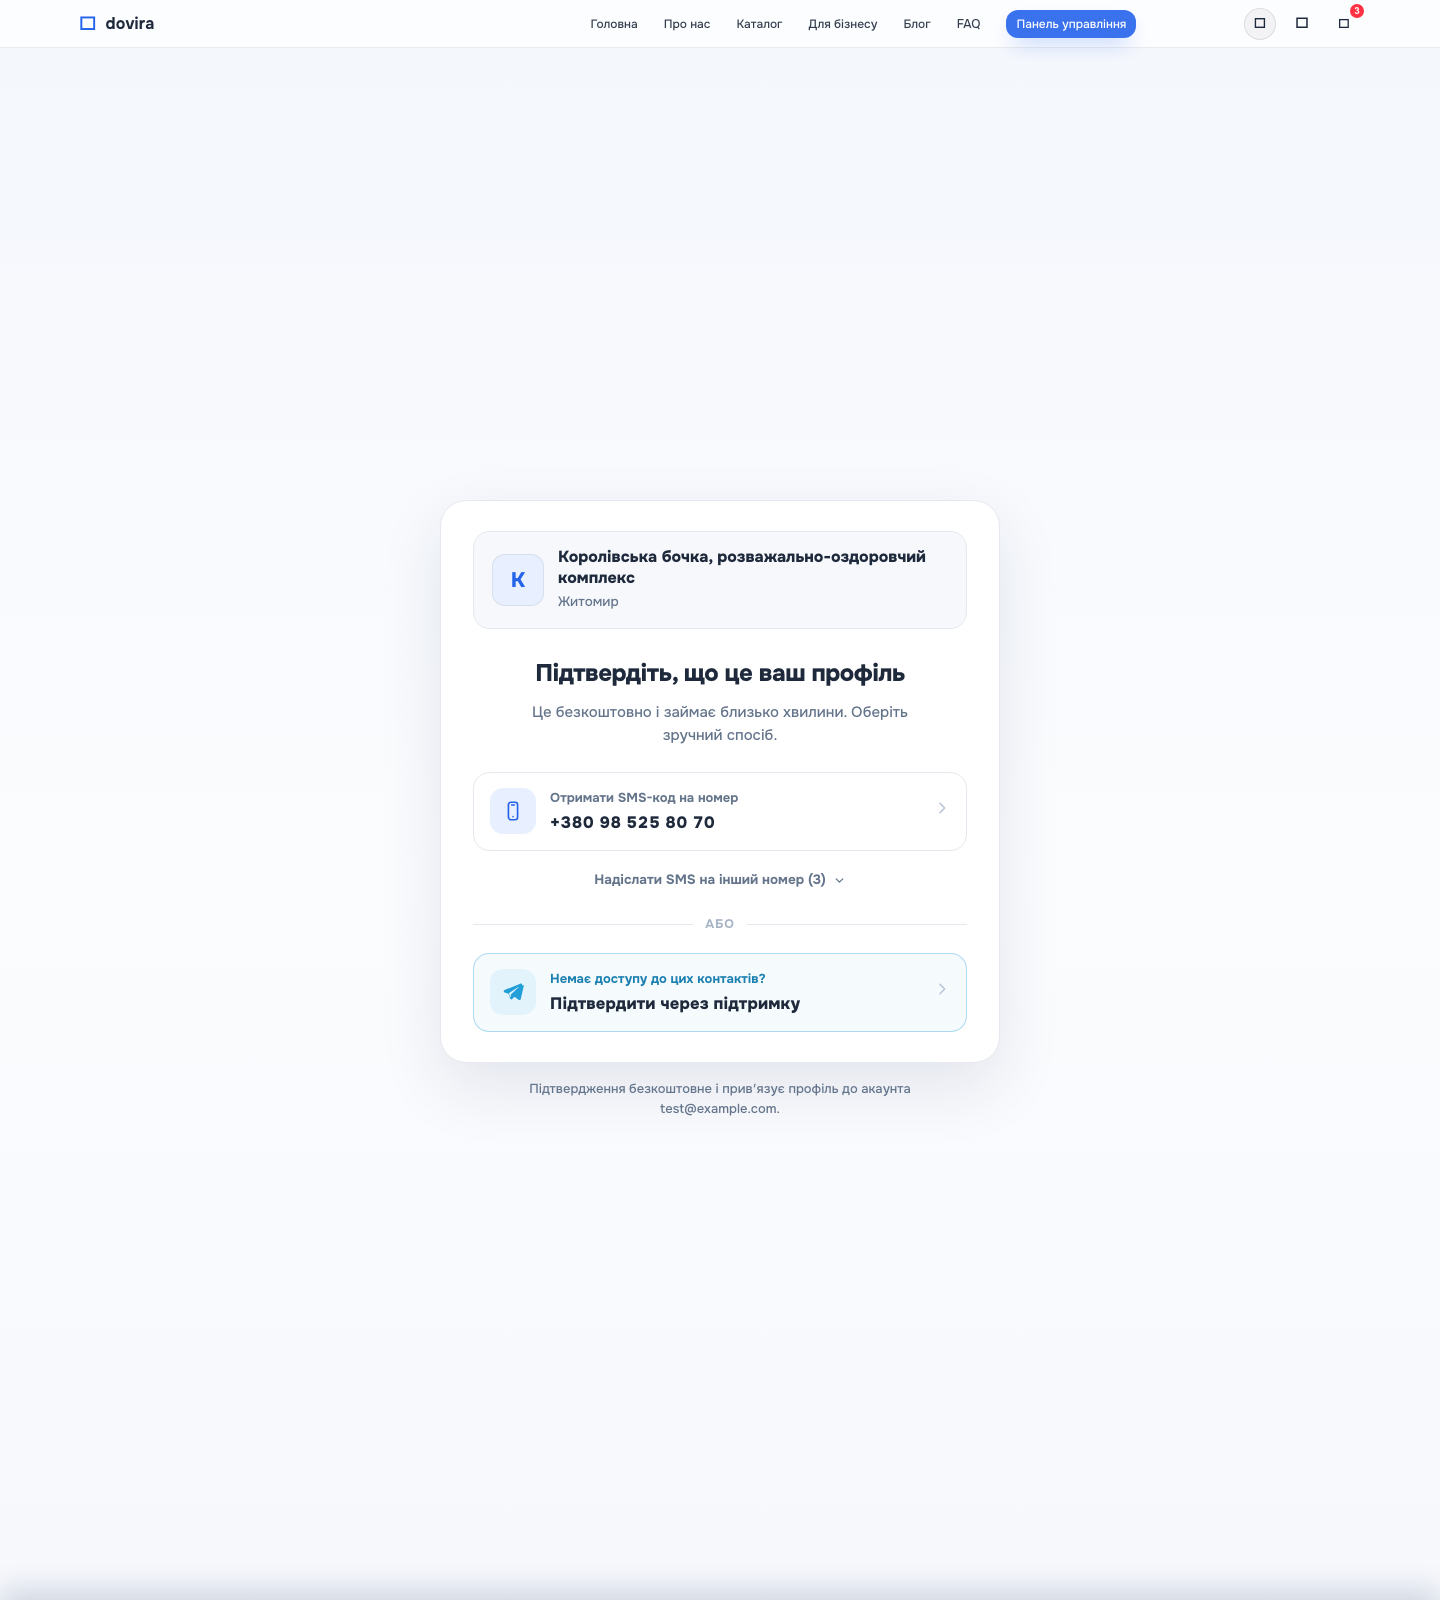 dovira
Головна
Про нас
Каталог
Для бізнесу
Блог
FAQ
Панель управління
3
К
Королівська бочка, розважально-оздоровчий
комплекс
Житомир
Підтвердіть, що це ваш профіль
Це безкоштовно і займає близько хвилини. Оберіть
зручний спосіб.
Отримати SMS-код на номер
+380 98 525 80 70
Надіслати SMS на інший номер (3)
АБО
Немає доступу до цих контактів?
Підтвердити через підтримку
Підтвердження безкоштовне і прив'язує профіль до акаунта
test@example.com.